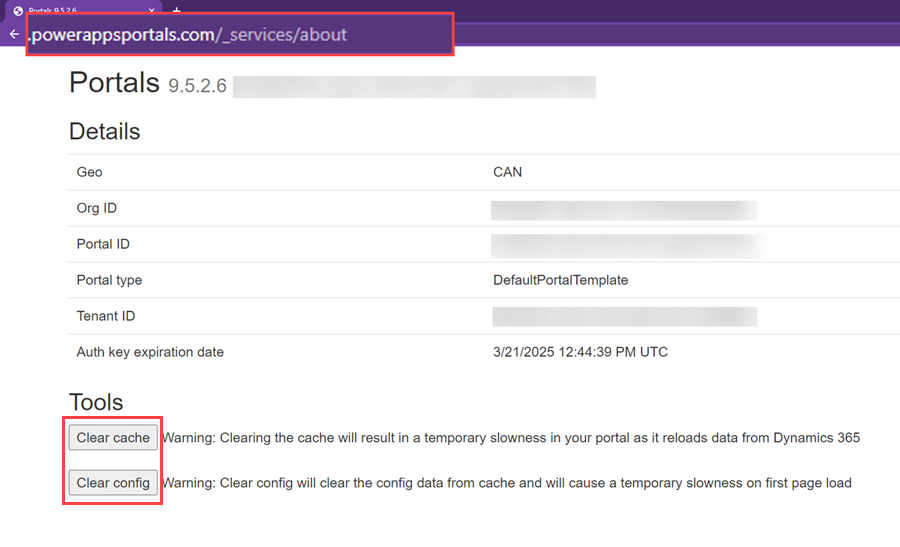 Portals 9.5.2.6
.powerappsportals.com/_services/about
Portals 9.5.2.6
Details
Geo CAN
Org ID
Portal ID
Portal type DefaultPortalTemplate
Tenant ID
Auth key expiration date 3/21/2025 12:44:39 PM UTC
Tools
Clear cache Warning: Clearing the cache will result in a temporary slowness in your portal as it reloads data from Dynamics 365
Clear config Warning: Clear config will clear the config data from cache and will cause a temporary slowness on first page load